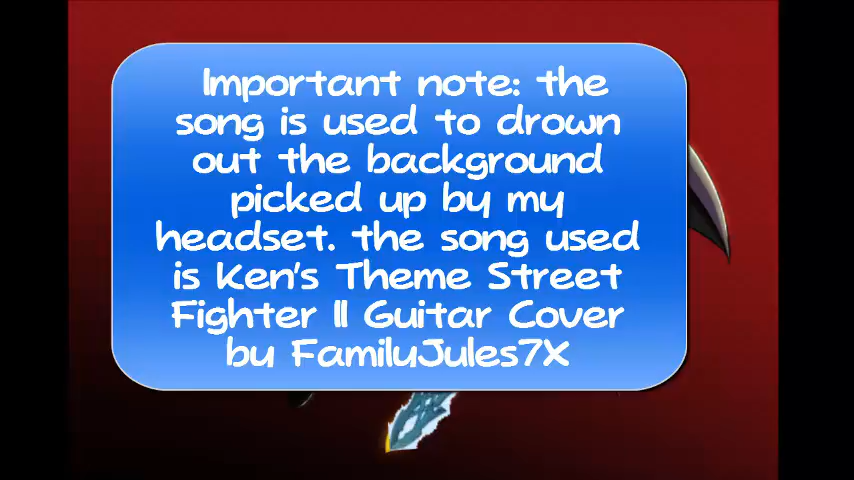 Important note: the
song is used to drown
out the background
picked up by my
headset. the song used
is Ken's Theme Street
Fighter II Guitar Cover
by FamilyJules7X